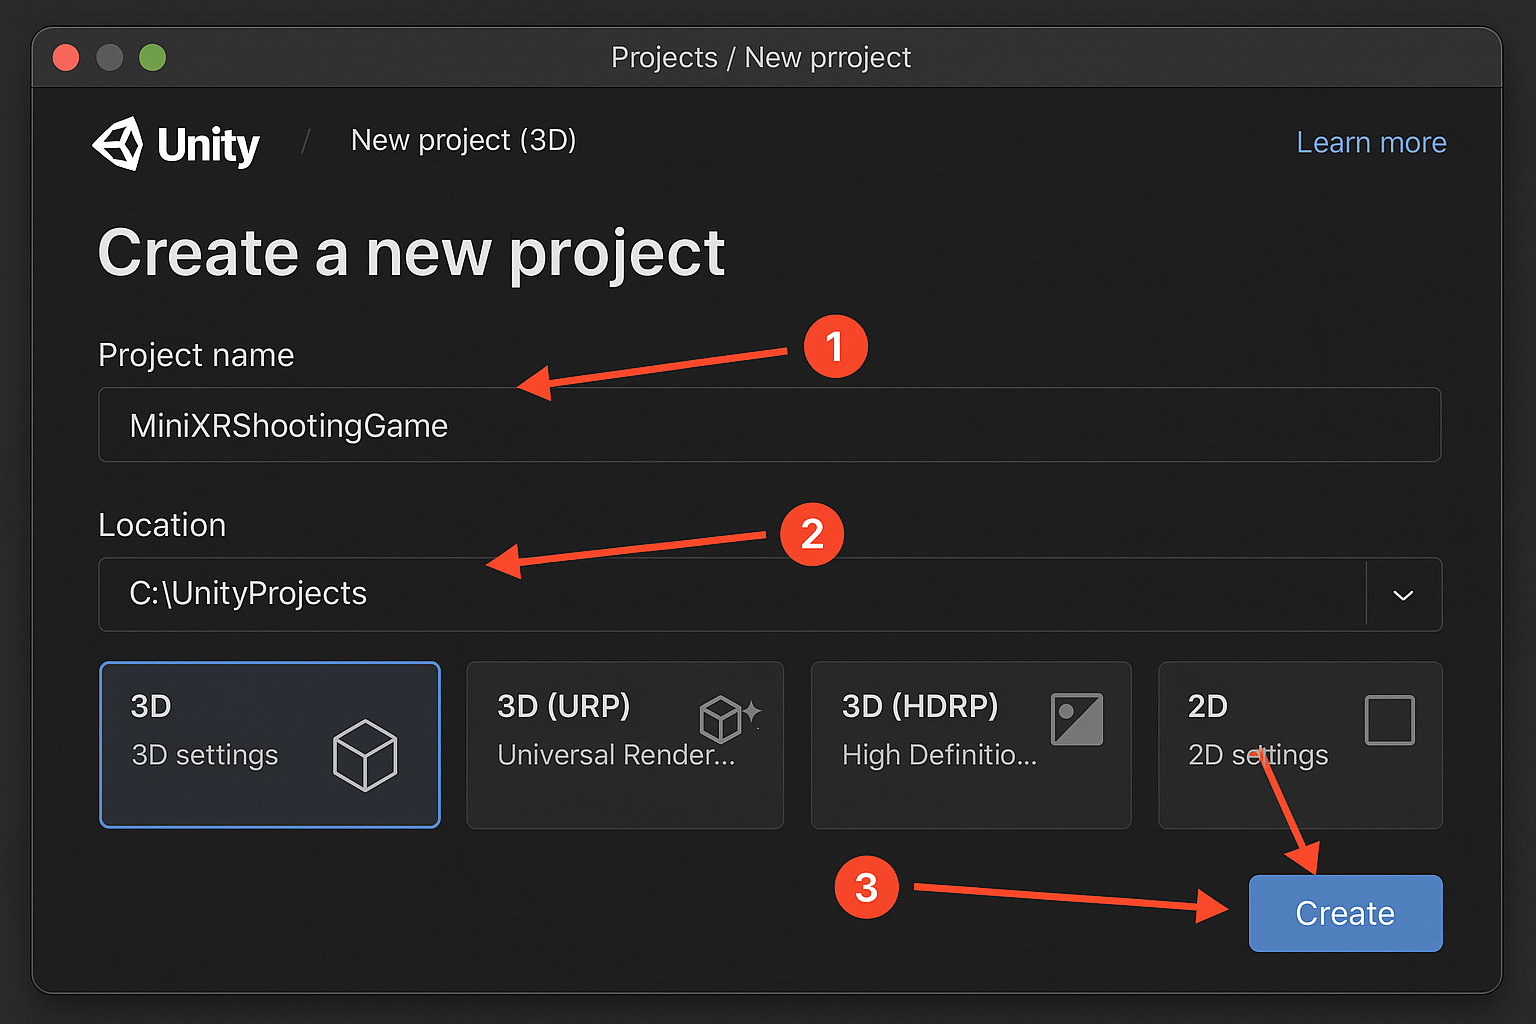 Projects / New prroject
Unity / New project (3D)
Learn more
Create a new project
Project name
1
MiniXRShootingGame
Location
2
C:\UnityProjects
3D
3D settings
3D (URP)
Universal Render...
3D (HDRP)
High Definitio...
2D
2D settings
3
Create